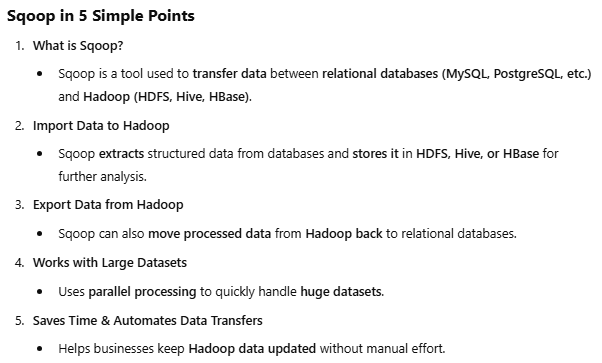 Sqoop in 5 Simple Points
1. What is Sqoop?
• Sqoop is a tool used to transfer data between relational databases (MySQL, PostgreSQL, etc.)
and Hadoop (HDFS, Hive, HBase).
2. Import Data to Hadoop
• Sqoop extracts structured data from databases and stores it in HDFS, Hive, or HBase for
further analysis.
3. Export Data from Hadoop
• Sqoop can also move processed data from Hadoop back to relational databases.
4. Works with Large Datasets
• Uses parallel processing to quickly handle huge datasets.
5. Saves Time & Automates Data Transfers
• Helps businesses keep Hadoop data updated without manual effort.